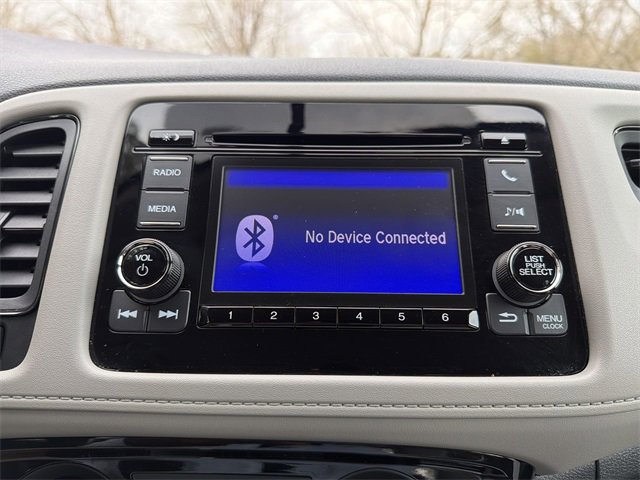 RADIO
MEDIA
VOL
®
No Device Connected
LIST
PUSH
SELECT
1 2 3 4 5 6
MENU
CLOCK